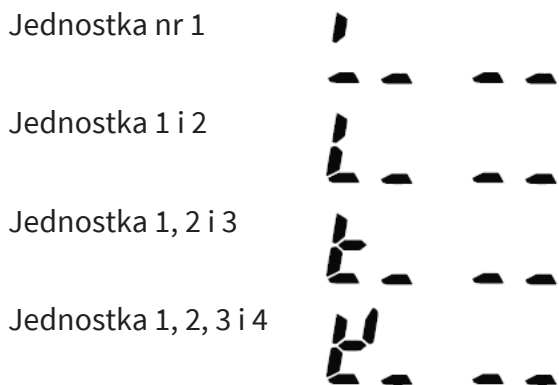 Jednostka nr 1
Jednostka 1 i 2
Jednostka 1, 2 i 3
Jednostka 1, 2, 3 i 4